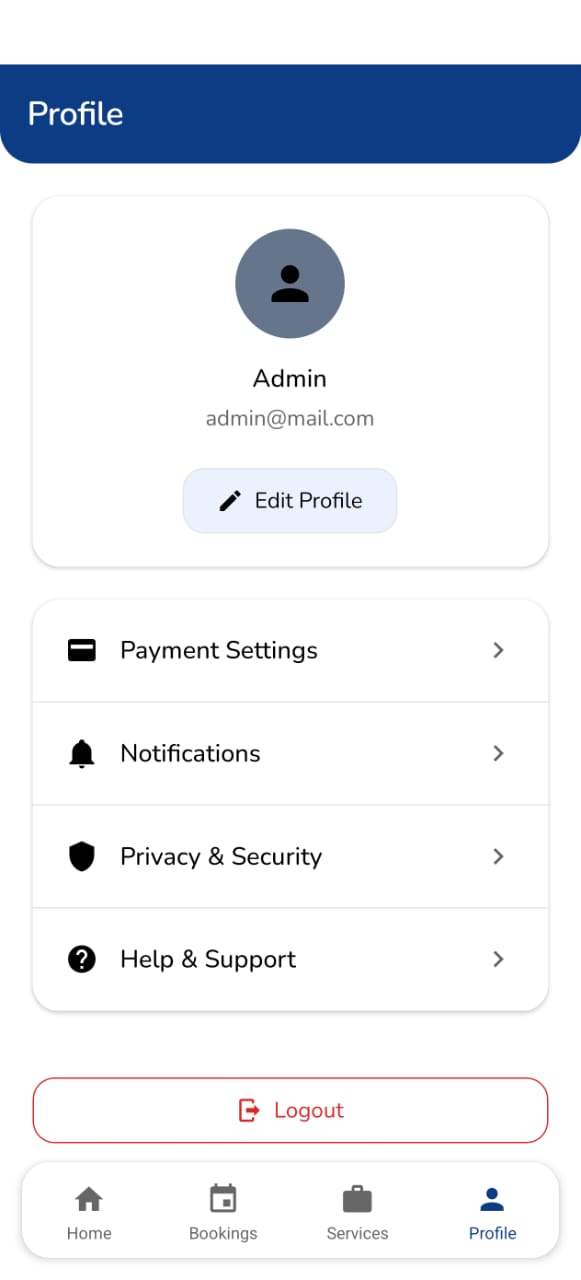 Profile
Admin
admin@mail.com
Edit Profile
Payment Settings
Notifications
Privacy & Security
Help & Support
Logout
Home
Bookings
Services
Profile